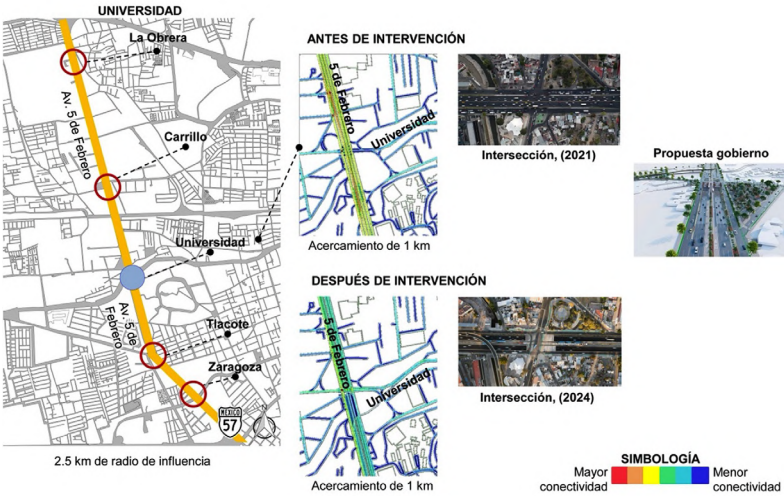 UNIVERSIDAD
La Obrera
Av. 5 de Febrero
Carrillo
Universidad
Av. 5 de
Febrero
Tlacote
Zaragoza
MEXICO
57
2.5 km de radio de influencia
ANTES DE INTERVENCIÓN
5 de Febrero
Universidad
Acercamiento de 1 km
Intersección, (2021)
Propuesta gobierno
DESPUÉS DE INTERVENCIÓN
5 de Febrero
Universidad
Acercamiento de 1 km
Intersección, (2024)
SIMBOLOGÍA
Mayor
conectividad
Menor
conectividad